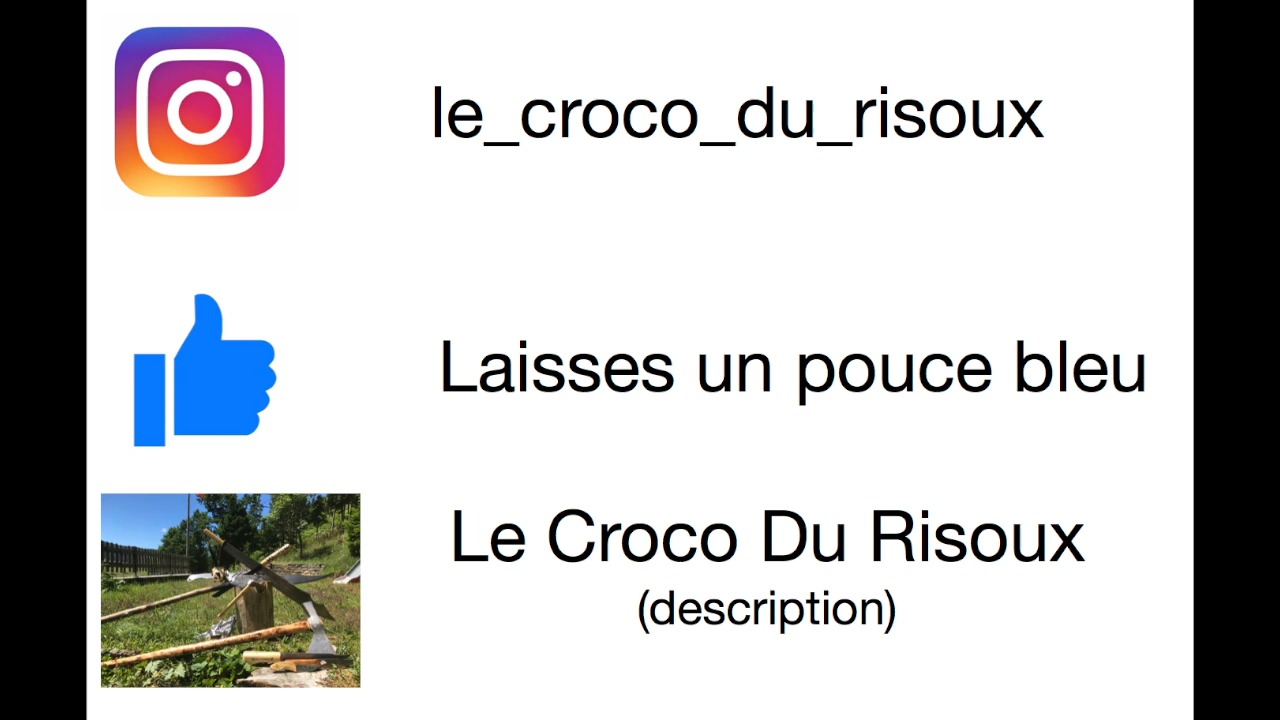 le_croco_du_risoux
Laisses un pouce bleu
Le Croco Du Risoux
(description)